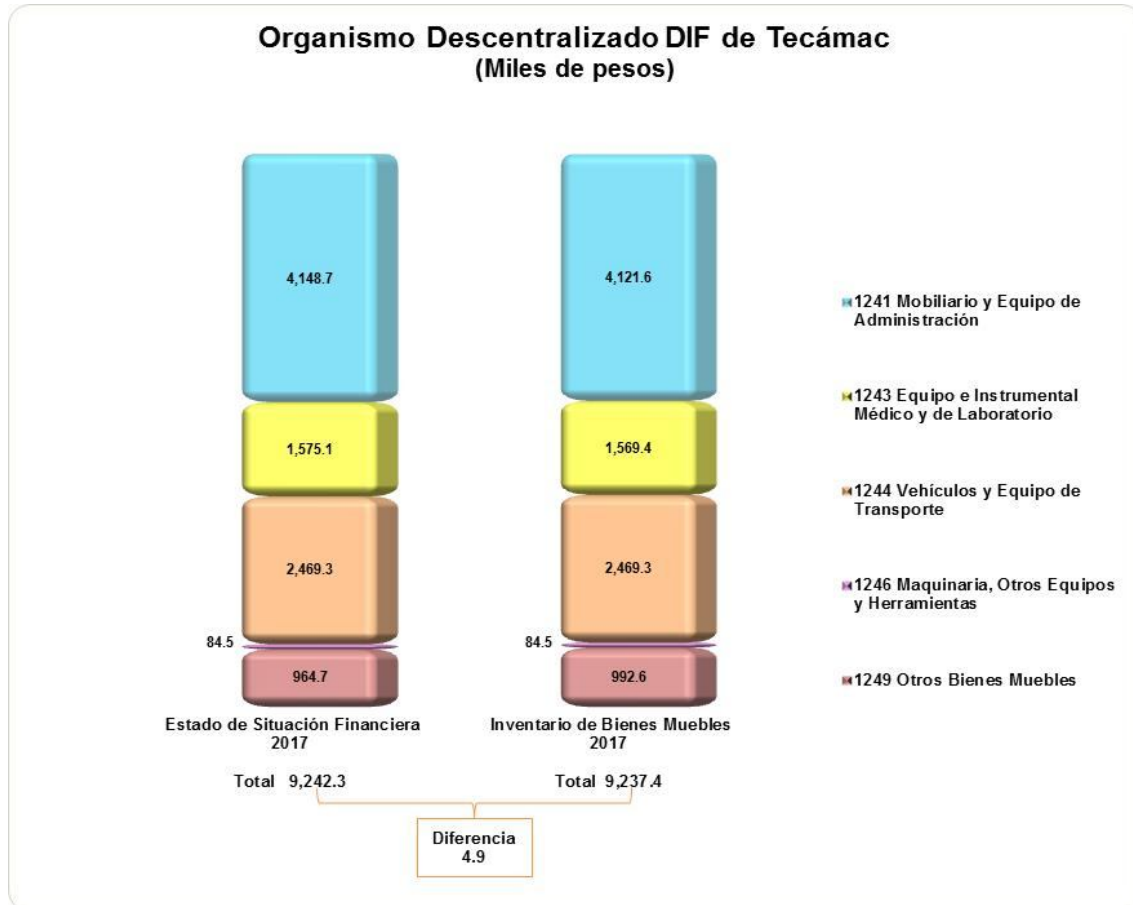 Organismo Descentralizado DIF de Tecámac
(Miles de pesos)
4,148.7
4,121.6
1,575.1
1,569.4
2,469.3
2,469.3
84.5
84.5
964.7
992.6
1241 Mobiliario y Equipo de
Administración
1243 Equipo e Instrumental
Médico y de Laboratorio
1244 Vehículos y Equipo de
Transporte
1246 Maquinaria, Otros Equipos
y Herramientas
1249 Otros Bienes Muebles
Estado de Situación Financiera
2017
Inventario de Bienes Muebles
2017
Total 9,242.3
Total 9,237.4
Diferencia
4.9